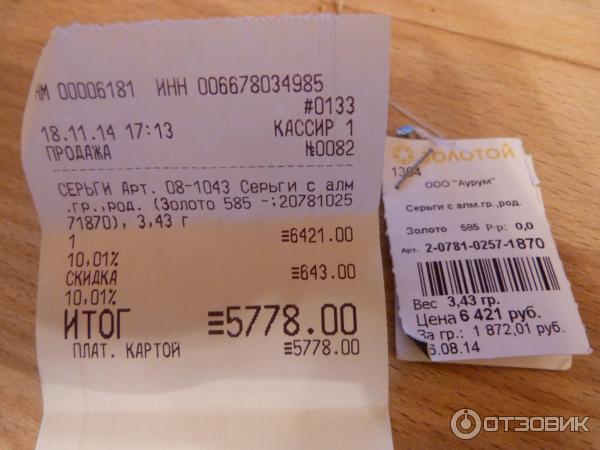 КМ 00006181 ИНН 006678034985
#0133
18.11.14 17:13 КАССИР 1
ПРОДАЖА №0082
СЕРЬГИ Арт. 08-1043 Серьги с алм
.гр.,род. (Золото 585 -;20781025
71870), 3,43 г
1 ≡6421.00
10,01%
СКИДКА ≡643.00
10,01%
ИТОГ ≡5778.00
ПЛАТ. КАРТОЙ ≡5778.00
ЗОЛОТОЙ
1384
ООО "Аурум"
Серьги с алм.гр.,род.
Золото 585 Р-р: 0,0
Арт. 2-0781-0257-1870
Вес 3,43 гр.
Цена 6 421 руб.
За гр.: 1 872,01 руб.
6.08.14
ОТЗОВИК